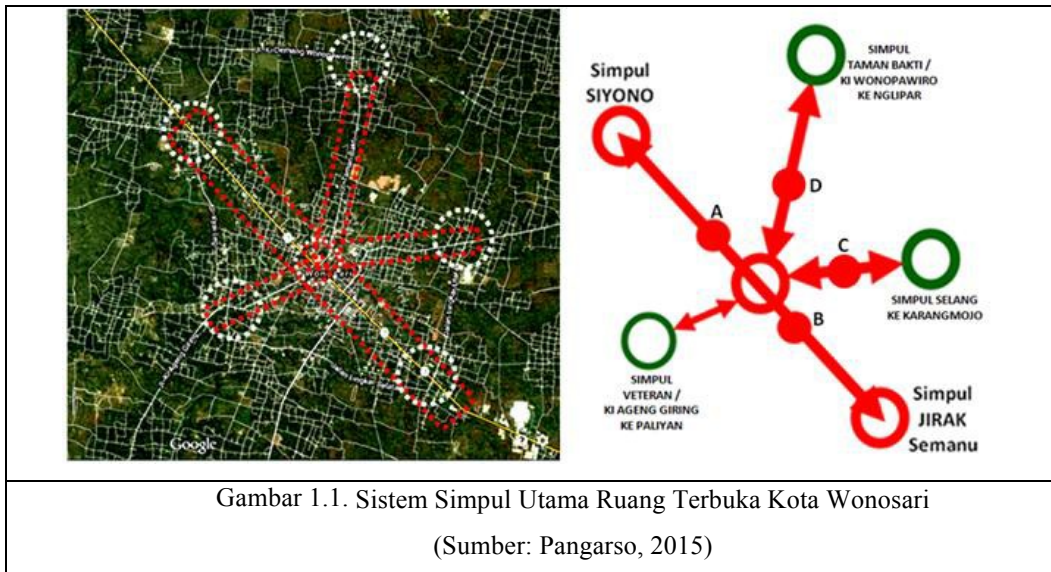 Google
Simpul
SIYONO
SIMPUL
TAMAN BAKTI /
KI WONOPAWIRO
KE NGLIPAR
D
A
C
B
SIMPUL SELANG
KE KARANGMOJO
SIMPUL
VETERAN /
KI AGENG GIRING
KE PALIYAN
Simpul
JIRAK
Semanu
Gambar 1.1. Sistem Simpul Utama Ruang Terbuka Kota Wonosari
(Sumber: Pangarso, 2015)